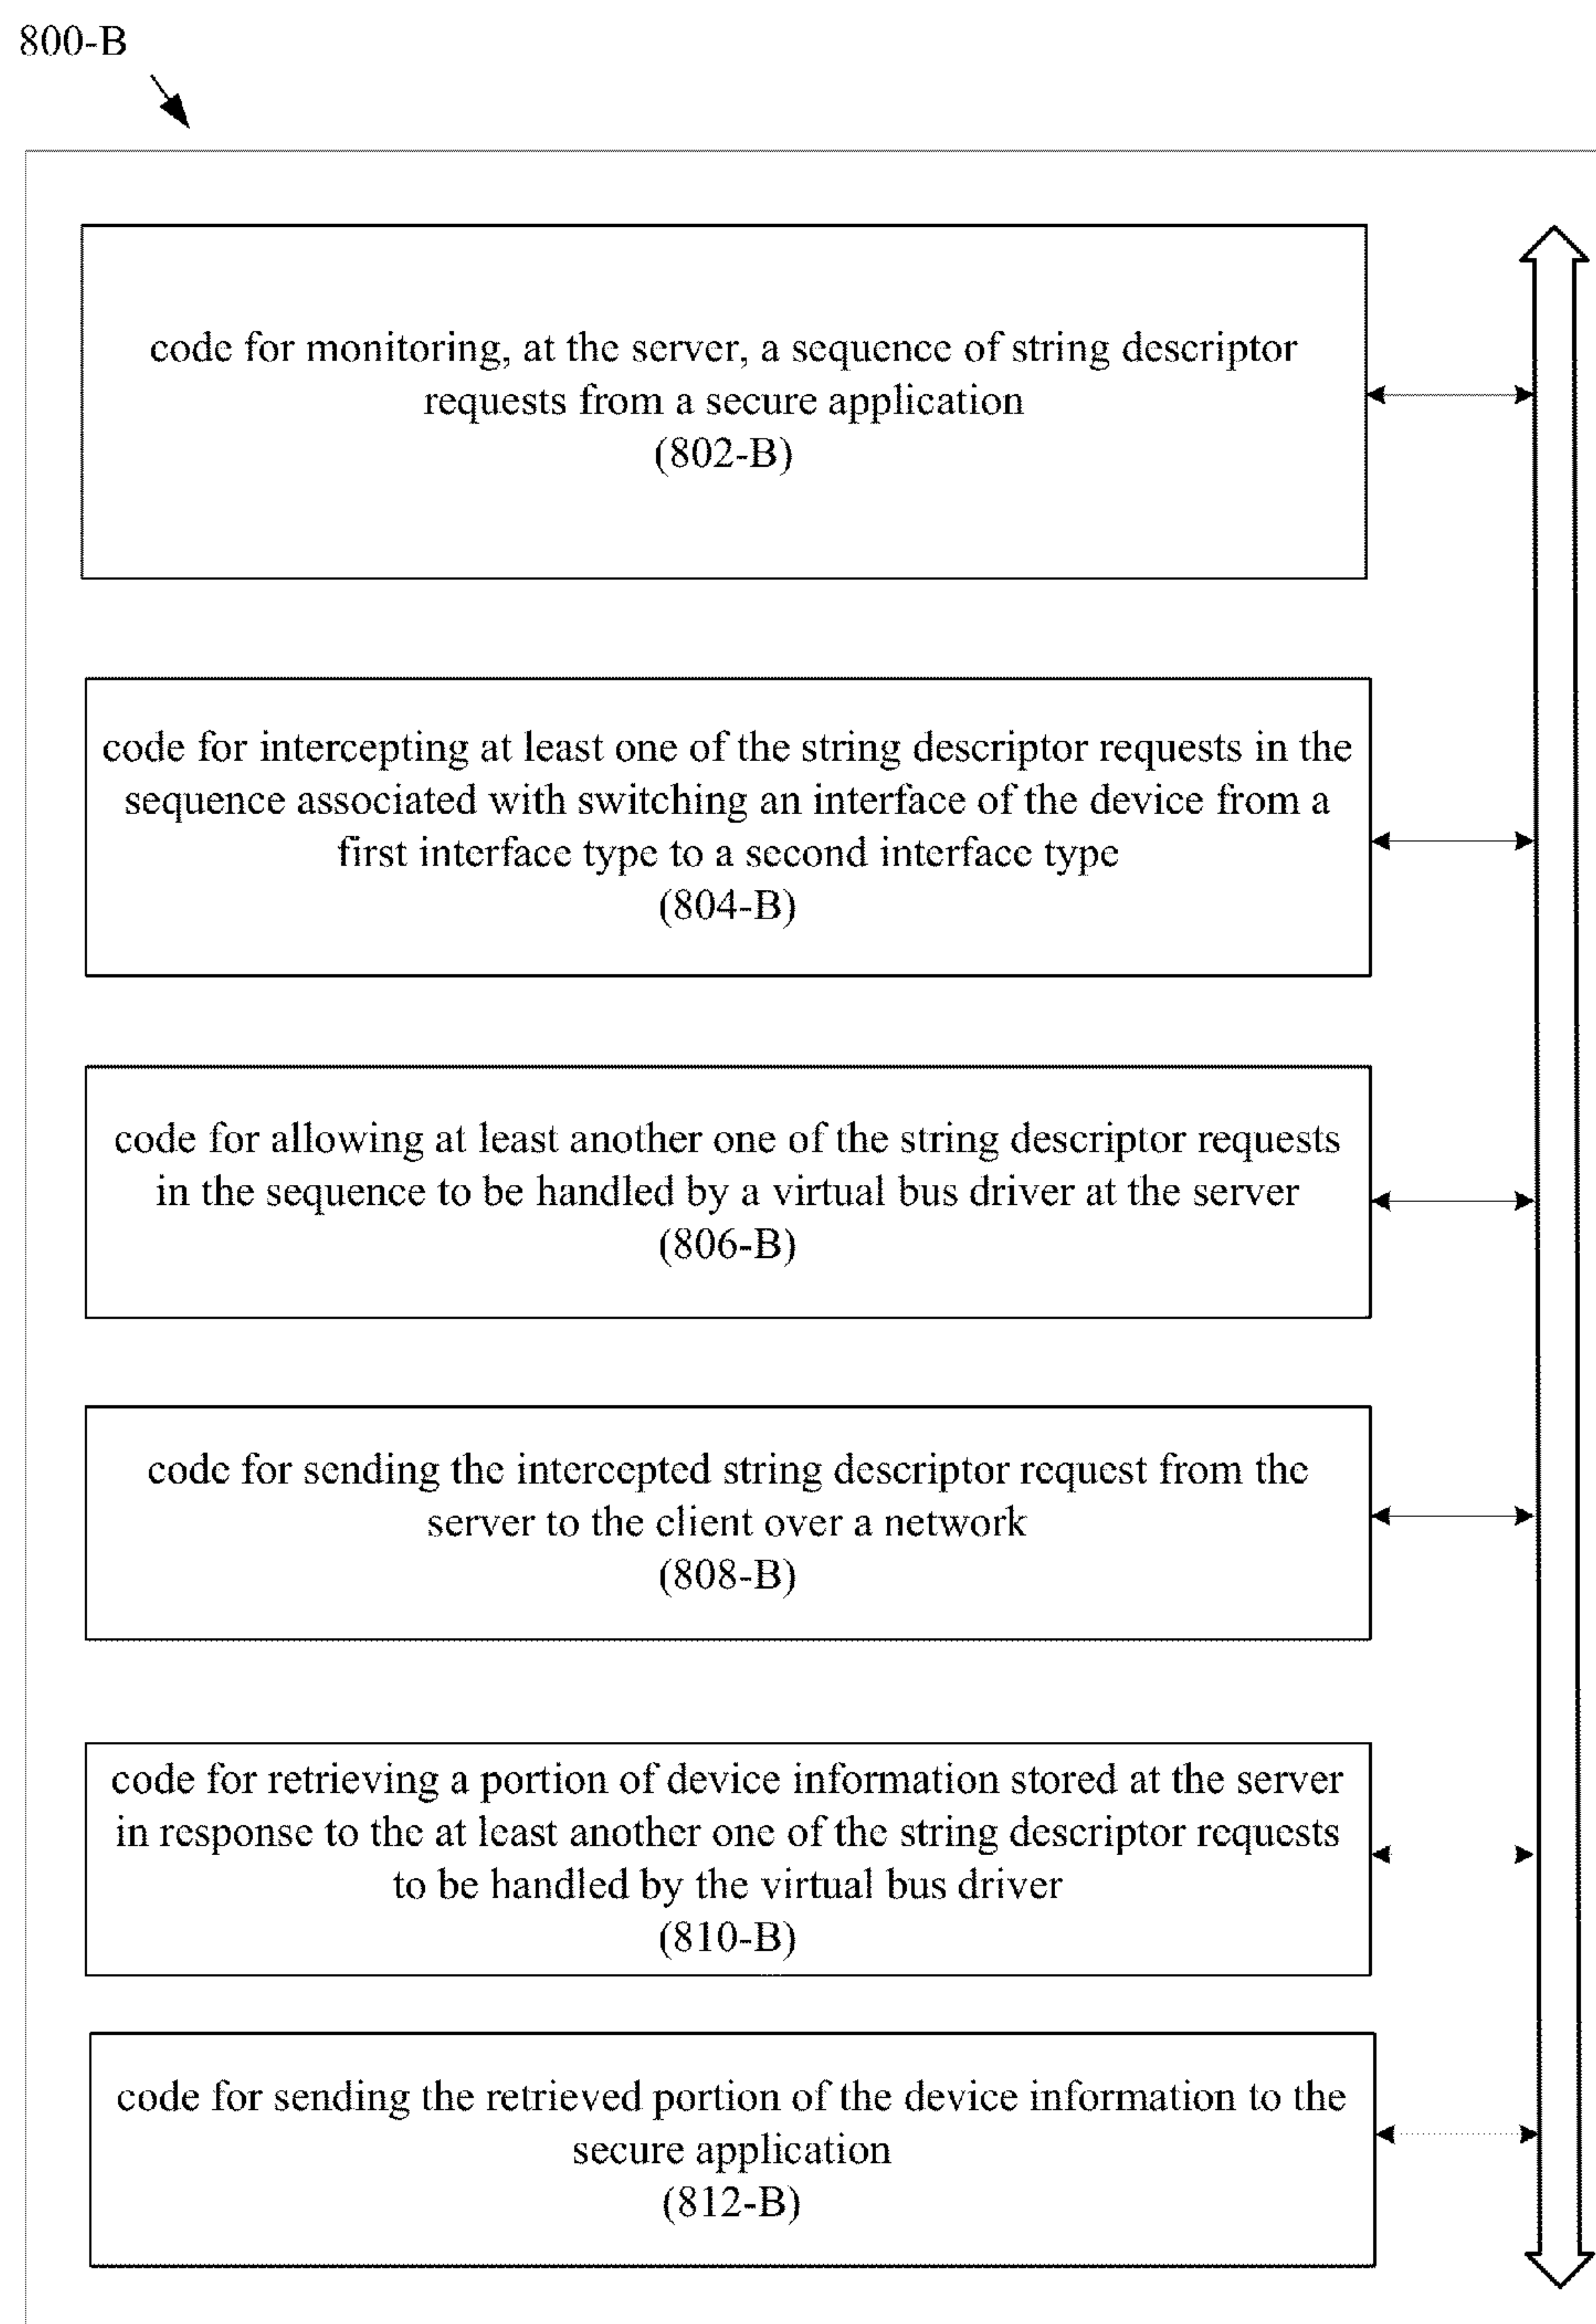 800-B
code for monitoring, at the server, a sequence of string descriptor
requests from a secure application
(802-B)
code for intercepting at least one of the string descriptor requests in the
sequence associated with switching an interface of the device from a
first interface type to a second interface type
(804-B)
code for allowing at least another one of the string descriptor requests
in the sequence to be handled by a virtual bus driver at the server
(806-B)
code for sending the intercepted string descriptor request from the
server to the client over a network
(808-B)
code for retrieving a portion of device information stored at the server
in response to the at least another one of the string descriptor requests
to be handled by the virtual bus driver
(810-B)
code for sending the retrieved portion of the device information to the
secure application
(812-B)